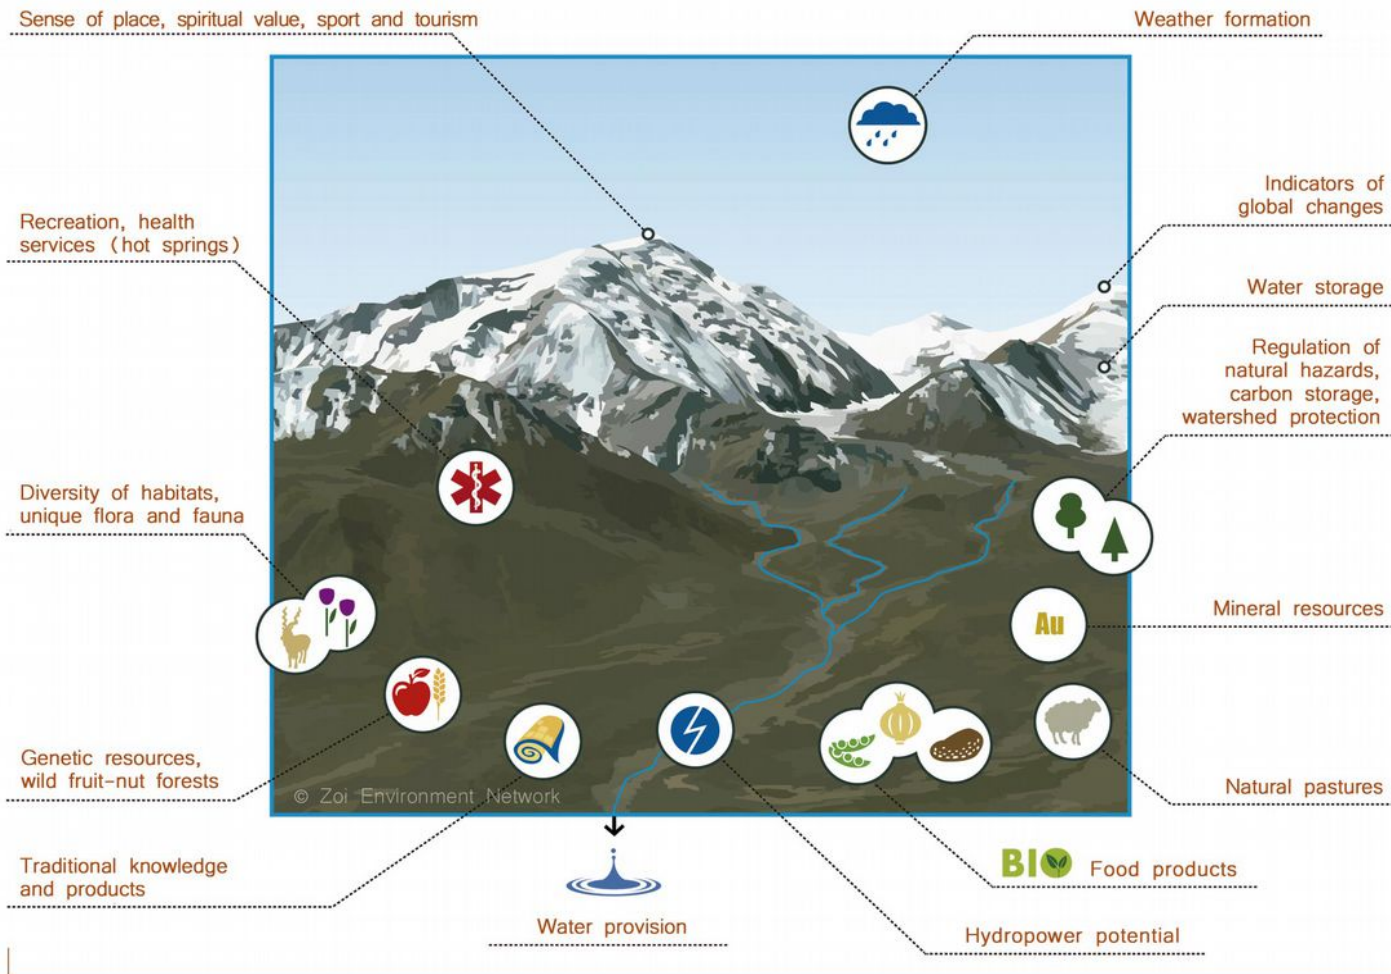 Sense of place, spiritual value, sport and tourism
Weather formation
Indicators of
global changes
Recreation, health
services (hot springs)
Water storage
Regulation of
natural hazards,
carbon storage,
watershed protection
Diversity of habitats,
unique flora and fauna
Au
Mineral resources
Genetic resources,
wild fruit-nut forests
Natural pastures
© Zoi Environment Network
Traditional knowledge
and products
BIO Food products
Water provision
Hydropower potential